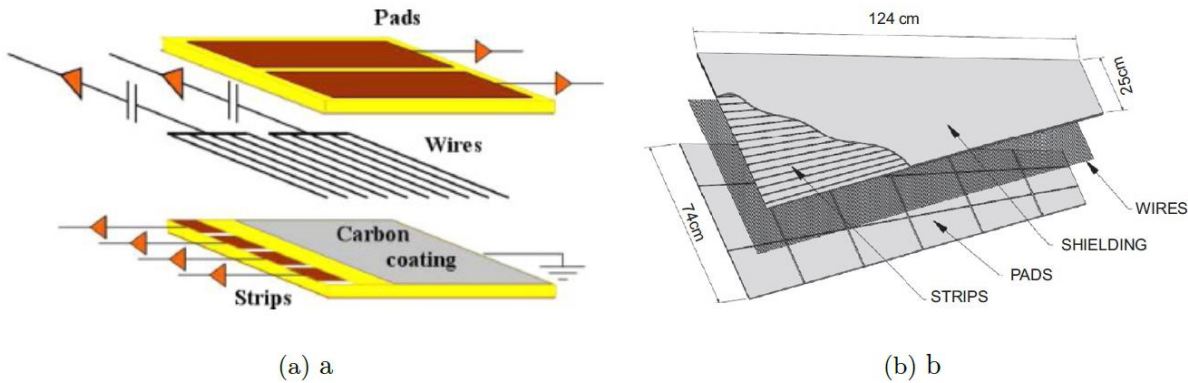 Pads
Wires
Carbon
coating
Strips
(a) a
124 cm
25cm
74cm
WIRES
SHIELDING
PADS
STRIPS
(b) b